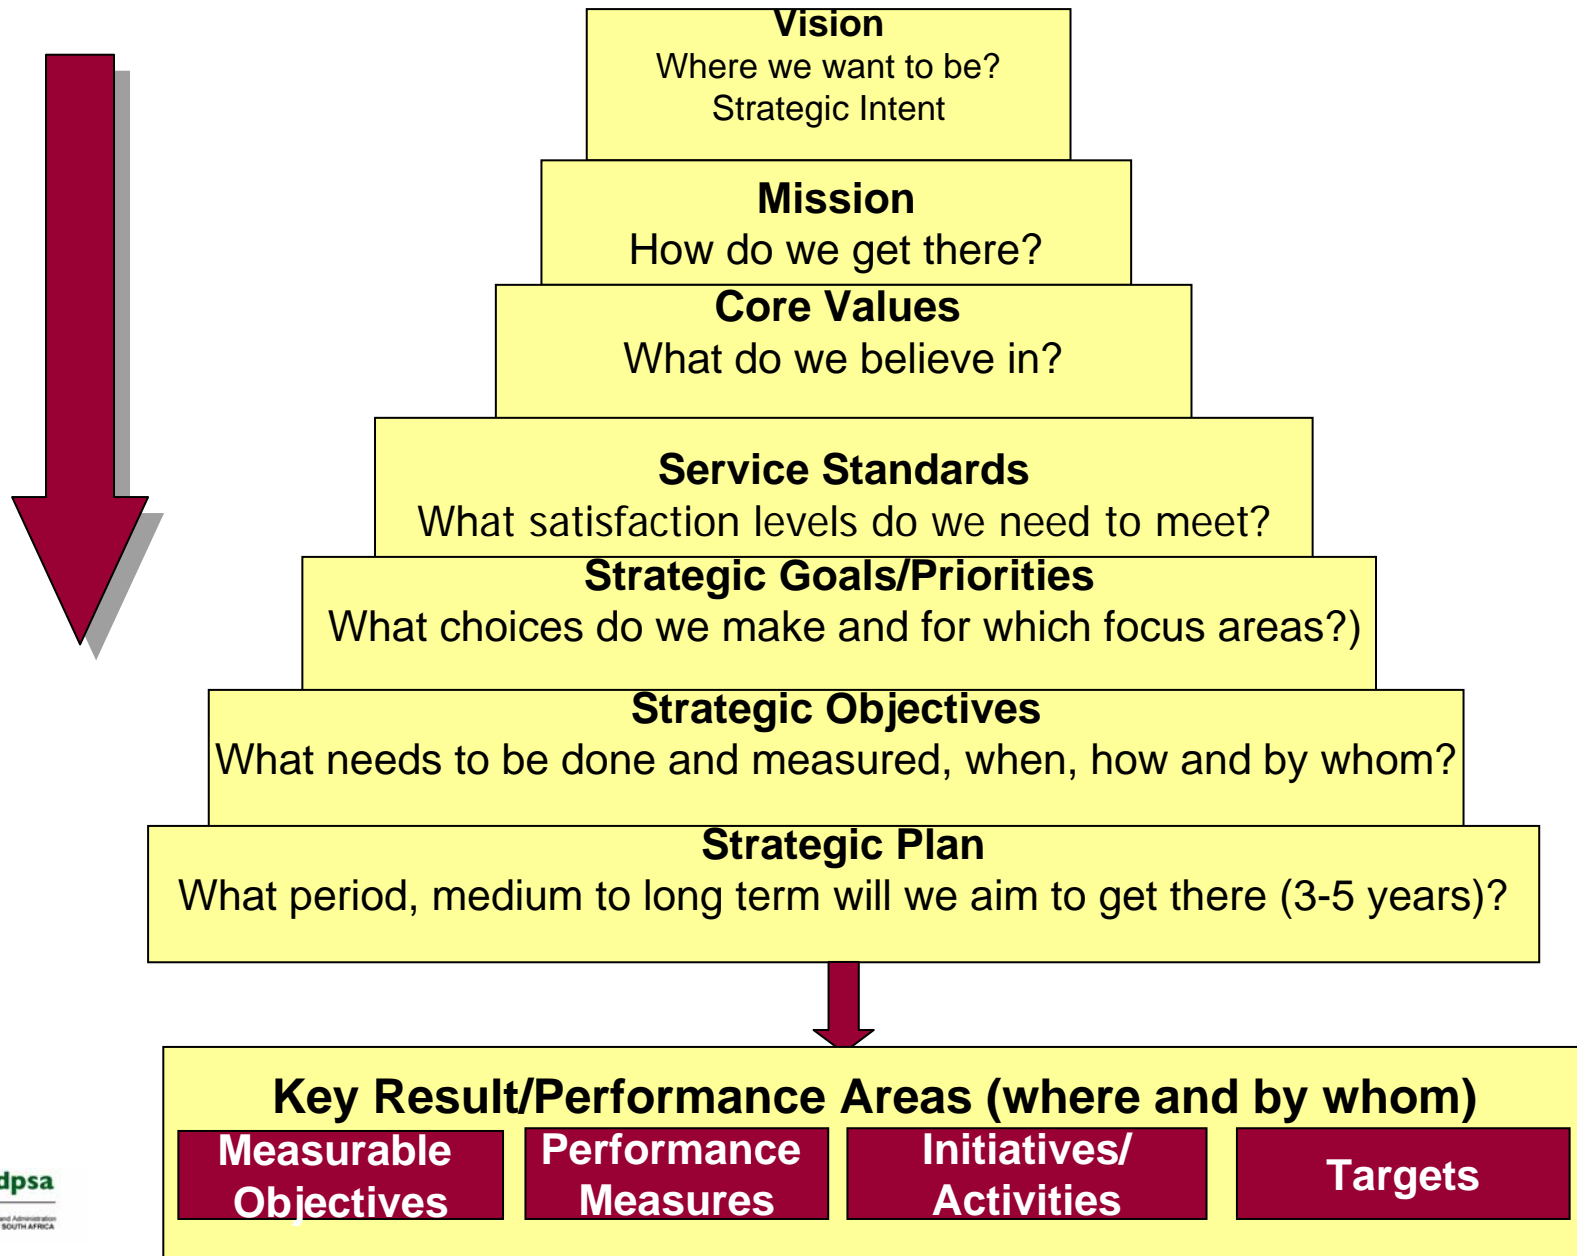 Vision
Where we want to be?
Strategic Intent
Mission
How do we get there?
Core Values
What do we believe in?
Service Standards
What satisfaction levels do we need to meet?
Strategic Goals/Priorities
What choices do we make and for which focus areas?)
Strategic Objectives
What needs to be done and measured, when, how and by whom?
Strategic Plan
What period, medium to long term will we aim to get there (3-5 years)?
Key Result/Performance Areas (where and by whom)
Measurable
Objectives
Performance
Measures
Initiatives/
Activities
Targets
dpsa
and Administration
SOUTH AFRICA